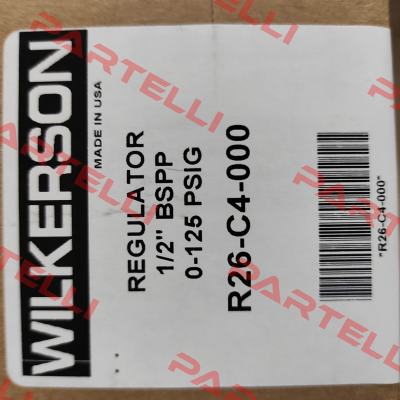 WILKERSON
MADE IN USA
REGULATOR
1/2" BSPP
0-125 PSIG
R26-C4-000
*R26-C4-000*
PARTELLI
PARTELLI
PARTELLI
PARTELLI
PARTELLI
PARTELLI